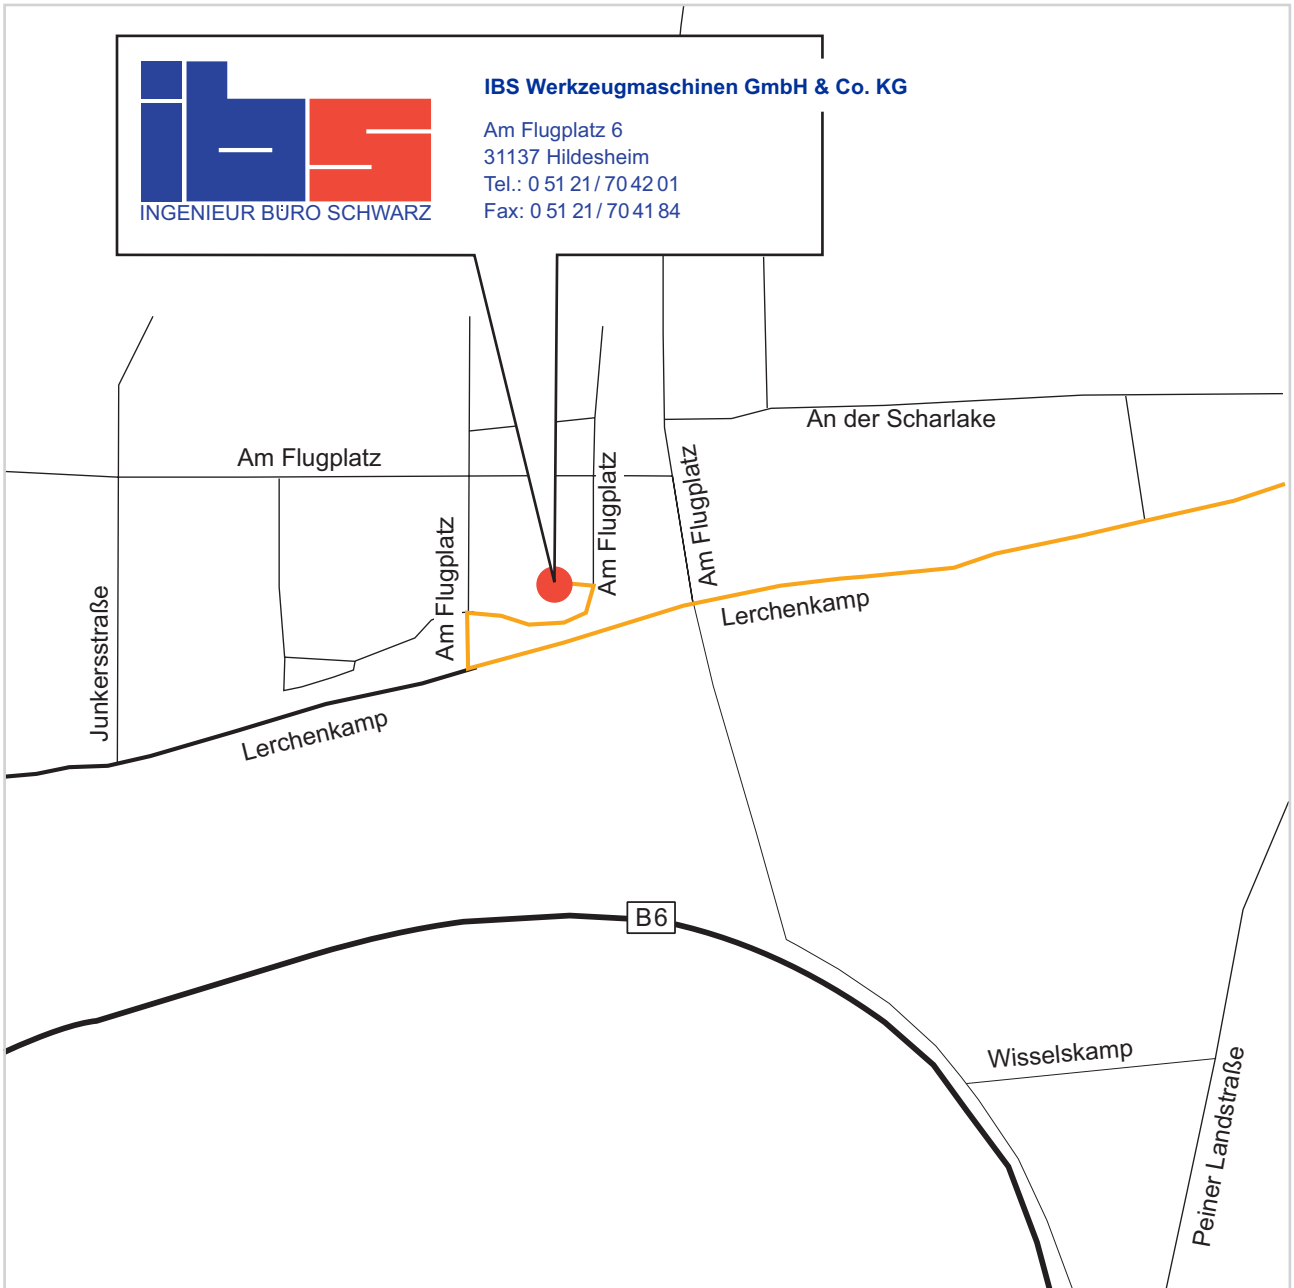 ibs
INGENIEUR BÜRO SCHWARZ
IBS Werkzeugmaschinen GmbH & Co. KG
Am Flugplatz 6
31137 Hildesheim
Tel.: 0 51 21 / 70 42 01
Fax: 0 51 21 / 70 41 84
An der Scharlake
Am Flugplatz
Am Flugplatz
Am Flugplatz
Am Flugplatz
Junkersstraße
Lerchenkamp
Lerchenkamp
B6
Wisselskamp
Peiner Landstraße